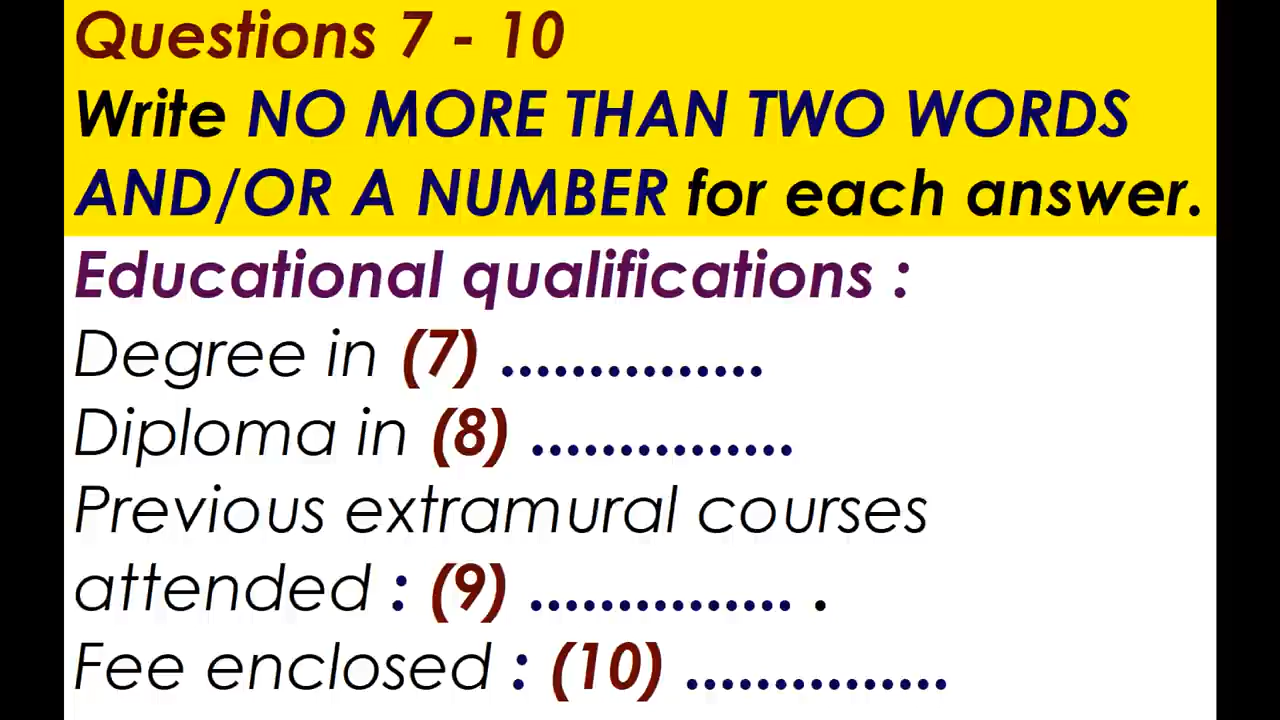 Questions 7 - 10
Write NO MORE THAN TWO WORDS
AND/OR A NUMBER for each answer.
Educational qualifications :
Degree in (7) ..................
Diploma in (8) ..................
Previous extramural courses
attended : (9) .................. .
Fee enclosed : (10) ..................